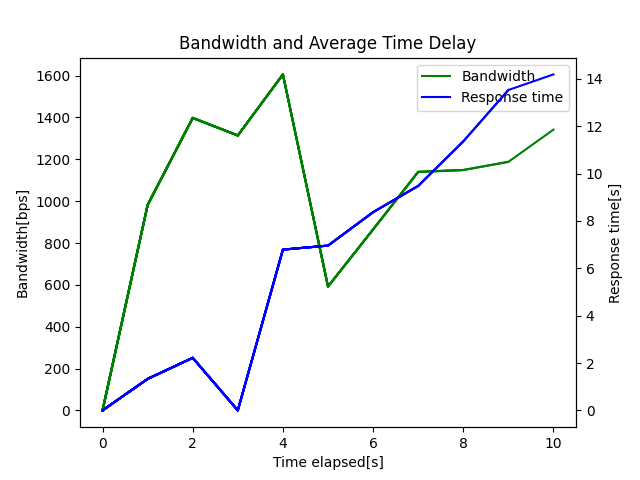 Bandwidth and Average Time Delay
Bandwidth
Response time
1600
1400
1200
1000
800
600
400
200
0
Bandwidth[bps]
14
12
10
8
6
4
2
0
Response time[s]
0 2 4 6 8 10
Time elapsed[s]